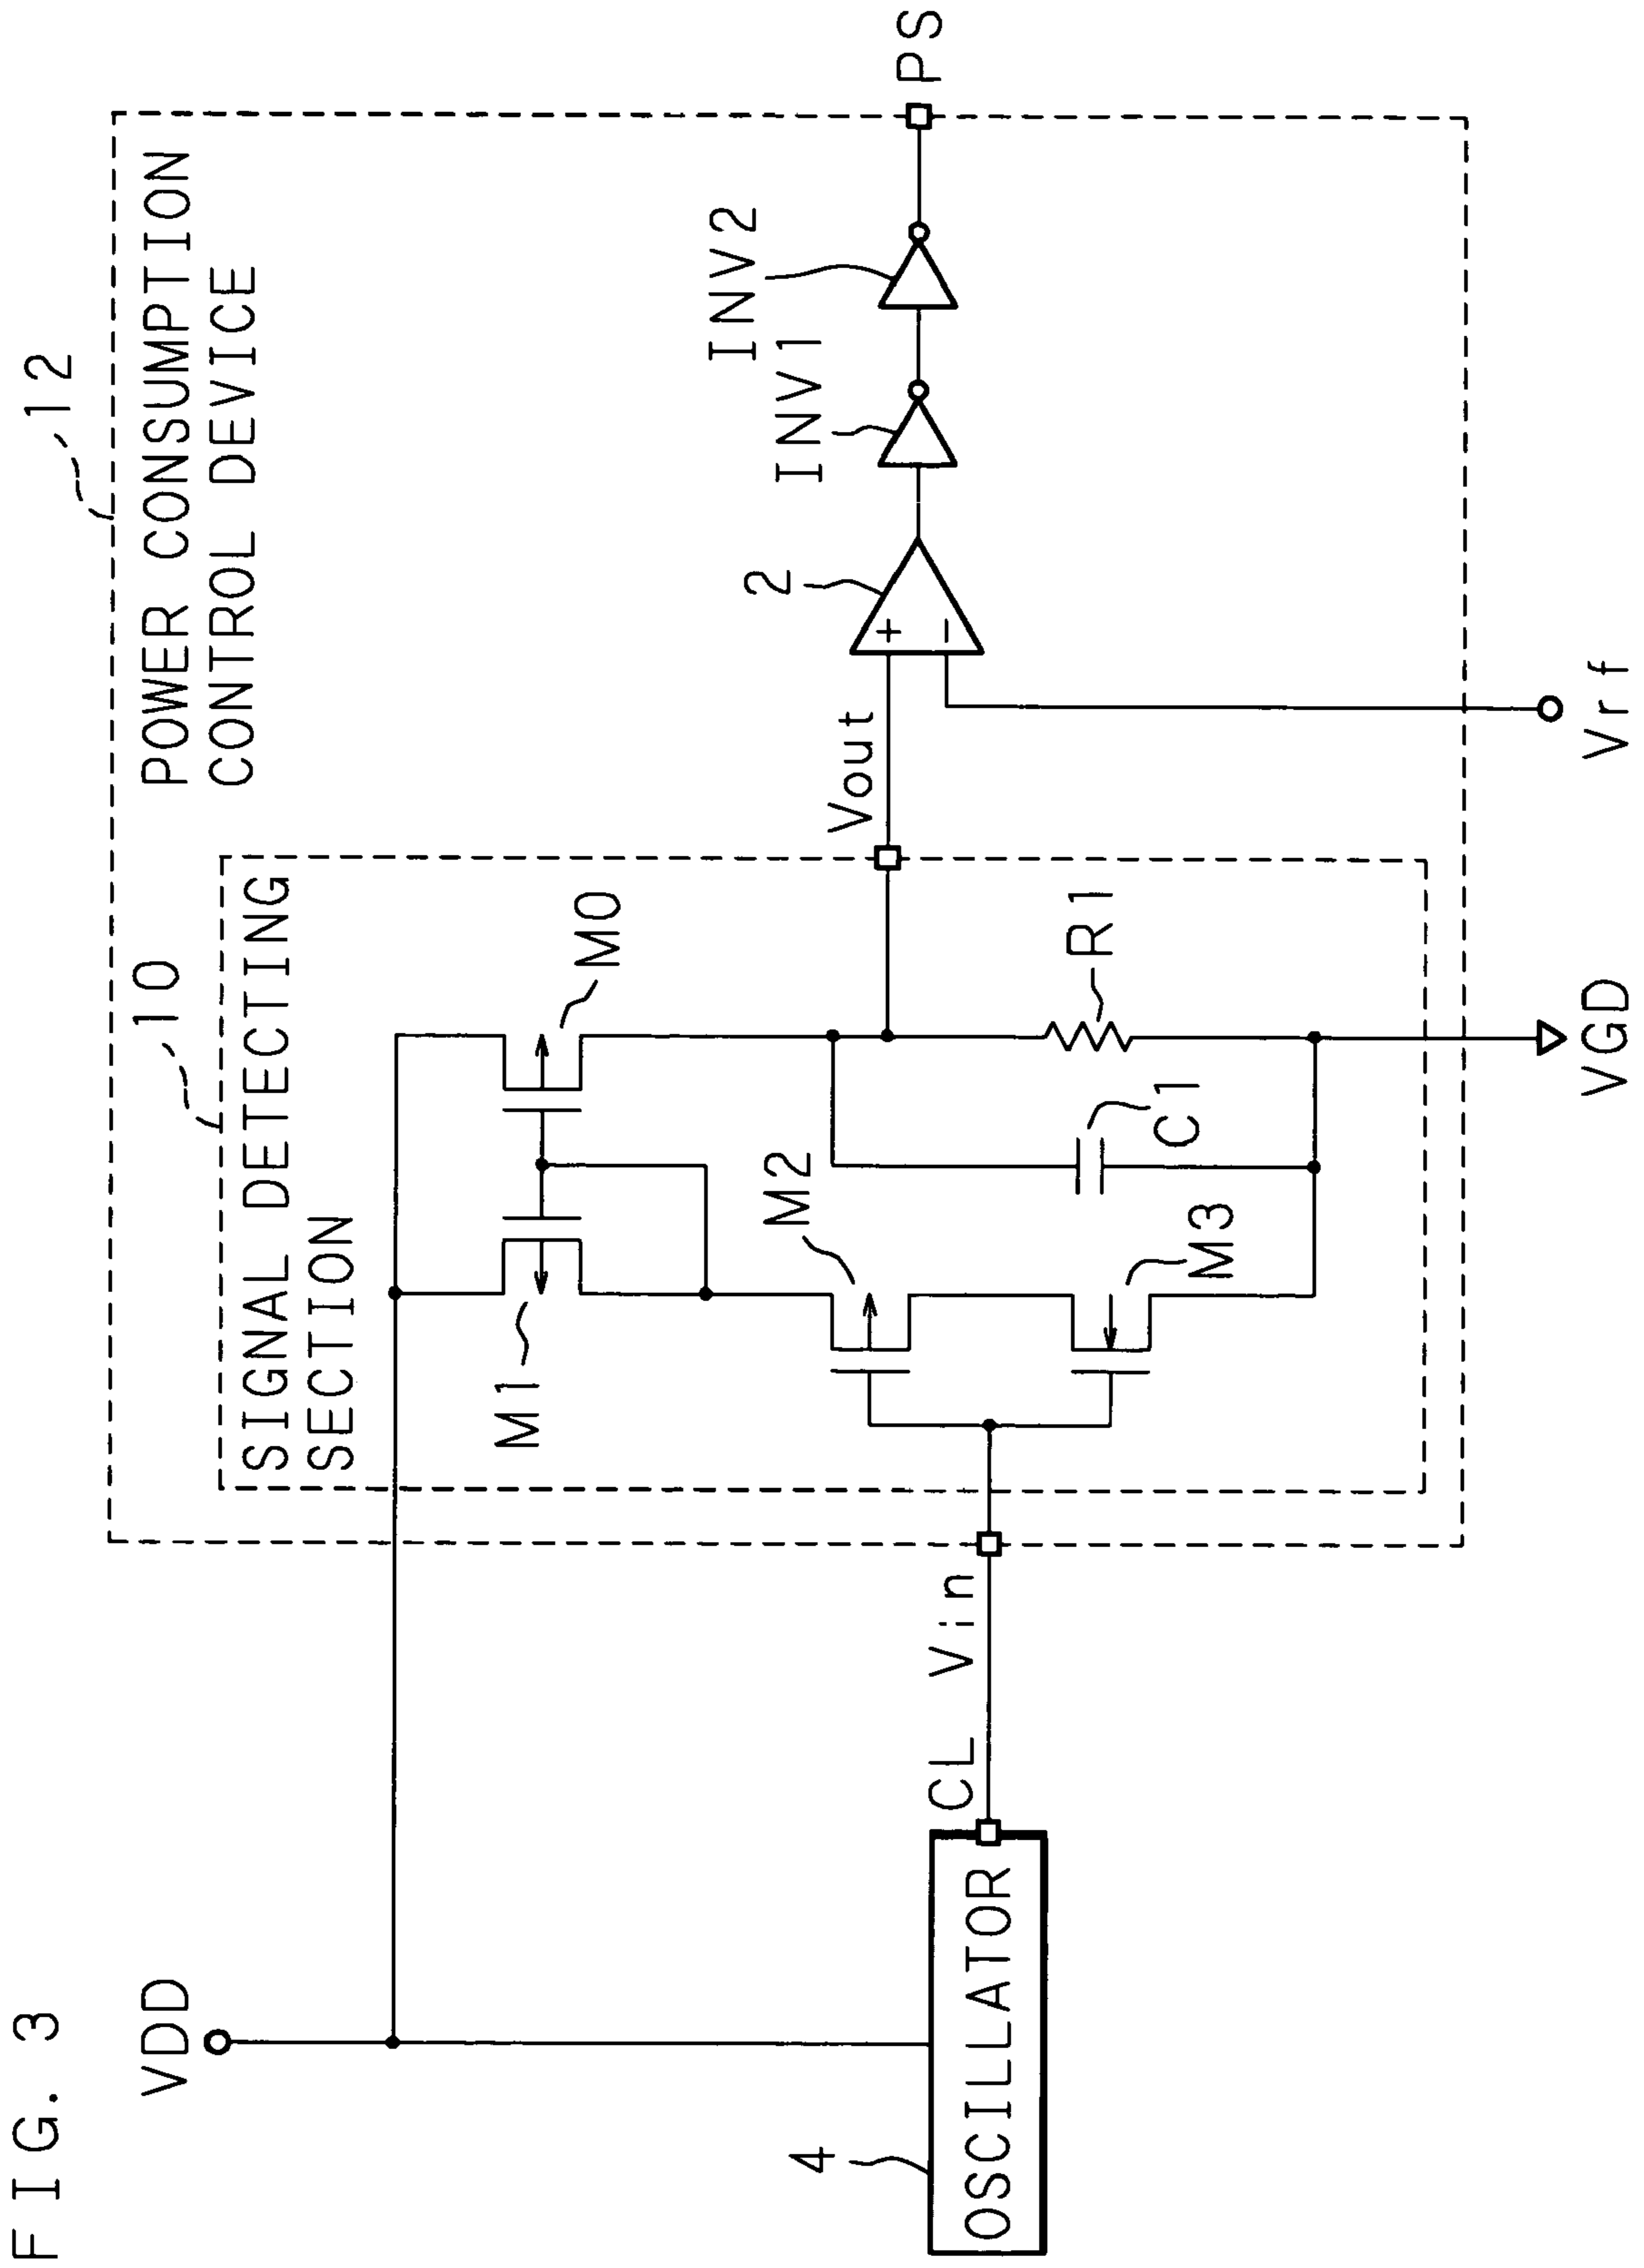 FIG. 3
12
POWER CONSUMPTION
CONTROL DEVICE
10
SIGNAL DETECTING
SECTION
VDD
M1
M0
M2
M3
C1
R1
Vout
2
+
−
INV1
INV2
PS
4
OSCILLATOR
CL
Vin
VGD
Vrf